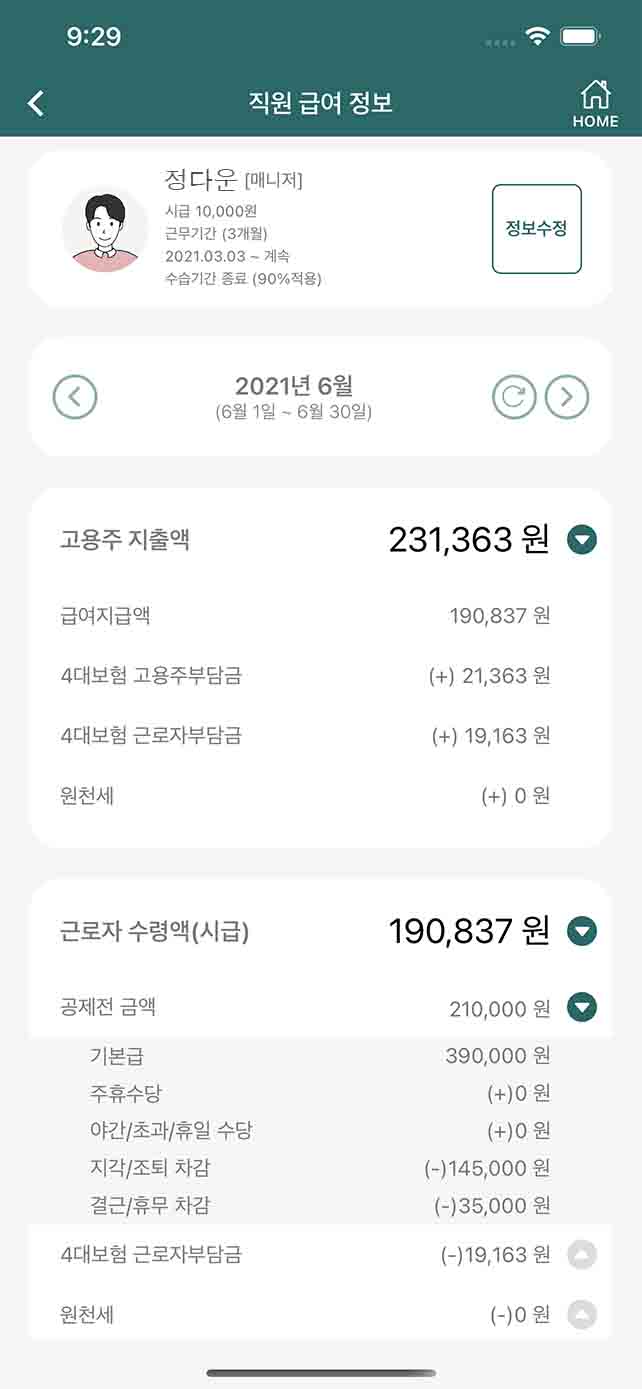 9:29
직원 급여 정보
HOME
정다운 [매니저]
시급 10,000원
근무기간 (3개월)
2021.03.03 ~ 계속
수습기간 종료 (90%적용)
정보수정
2021년 6월
(6월 1일 ~ 6월 30일)
고용주 지출액 231,363 원
급여지급액 190,837 원
4대보험 고용주부담금 (+) 21,363 원
4대보험 근로자부담금 (+) 19,163 원
원천세 (+) 0 원
근로자 수령액(시급) 190,837 원
공제전 금액 210,000 원
기본급 390,000 원
주휴수당 (+)0 원
야간/초과/휴일 수당 (+)0 원
지각/조퇴 차감 (-)145,000 원
결근/휴무 차감 (-)35,000 원
4대보험 근로자부담금 (-)19,163 원
원천세 (-)0 원